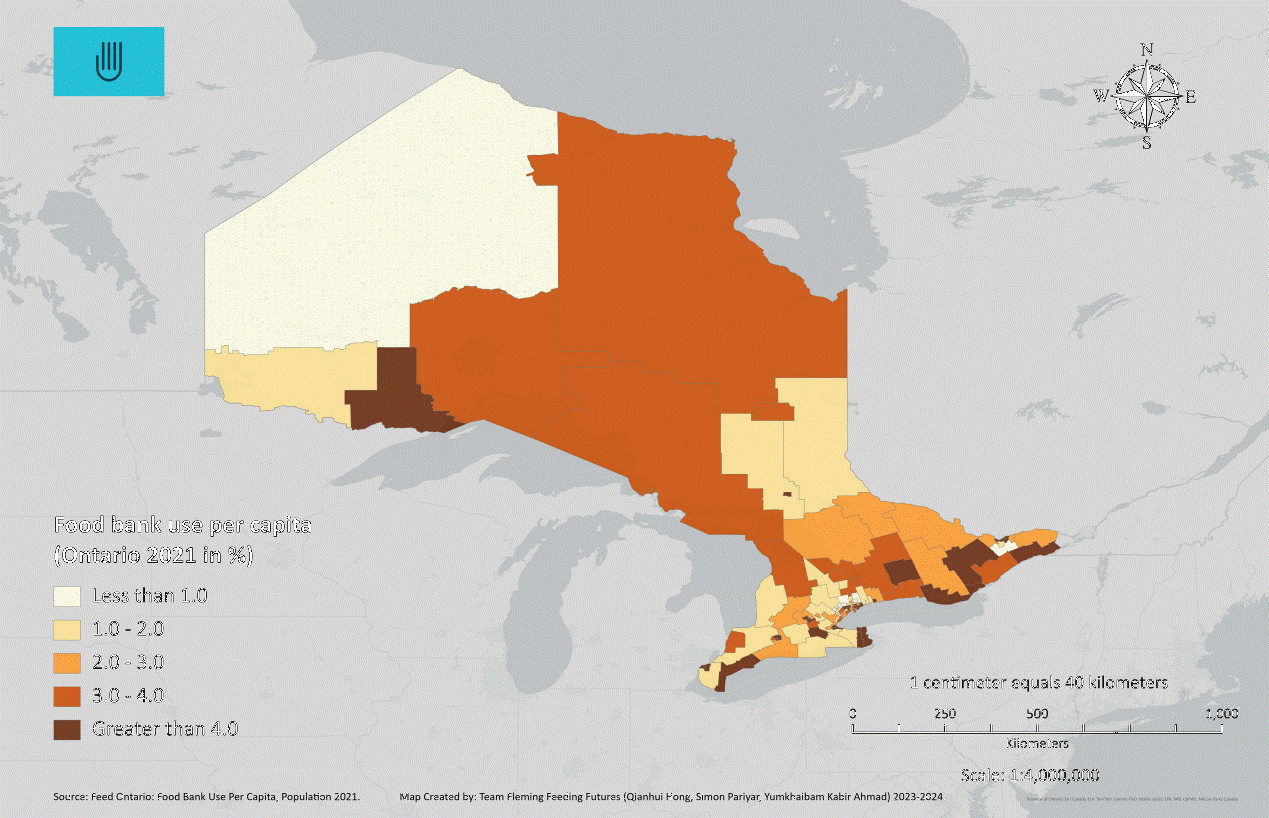 N
W E
S
Food bank use per capita
(Ontario 2021 in %)
Less than 1.0
1.0 - 2.0
2.0 - 3.0
3.0 - 4.0
Greater than 4.0
1 centimeter equals 40 kilometers
0 250 500 1,000
Kilometers
Scale: 1:4,000,000
Source: Feed Ontario: Food Bank Use Per Capita, Population 2021.
Map Created by: Team Fleming Feeding Futures (Qianhui Hong, Simon Pariyar, Yumkhaibam Kabir Ahmad) 2023-2024